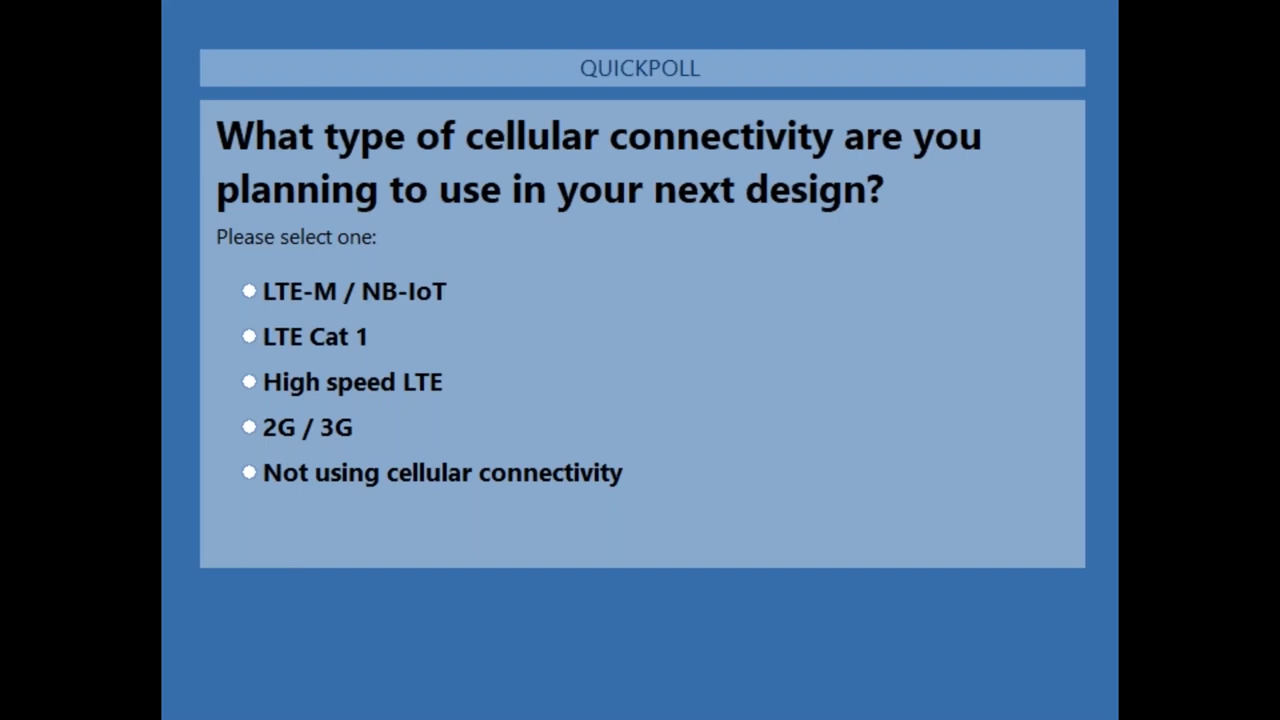 QUICKPOLL
What type of cellular connectivity are you
planning to use in your next design?
Please select one:
LTE-M / NB-IoT
LTE Cat 1
High speed LTE
2G / 3G
Not using cellular connectivity